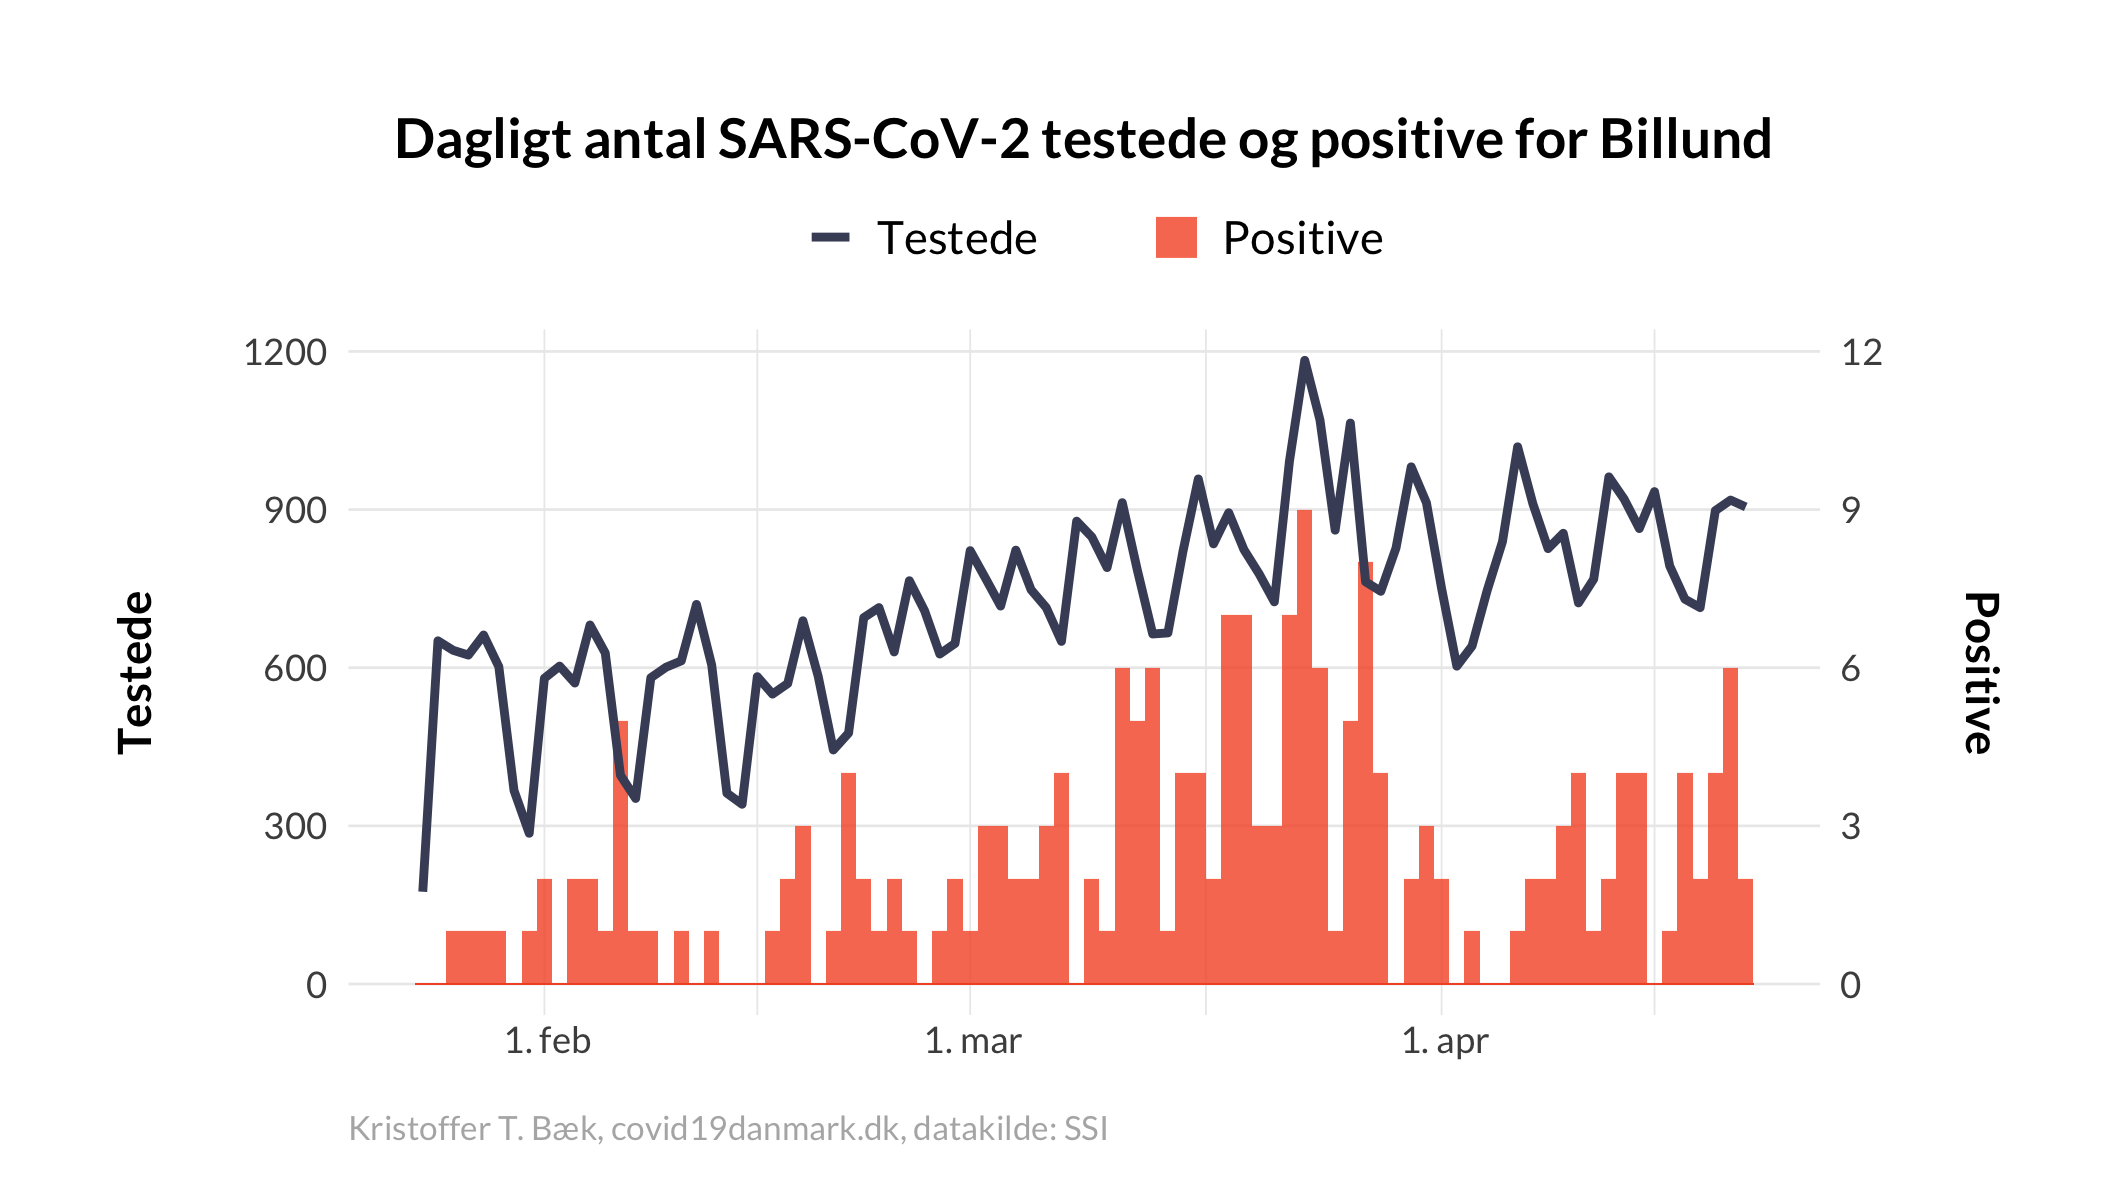 Dagligt antal SARS-CoV-2 testede og positive for Billund
Testede
Positive
1200
900
600
300
0
12
9
6
3
0
Testede
Positive
1. feb
1. mar
1. apr
Kristoffer T. Bæk, covid19danmark.dk, datakilde: SSI